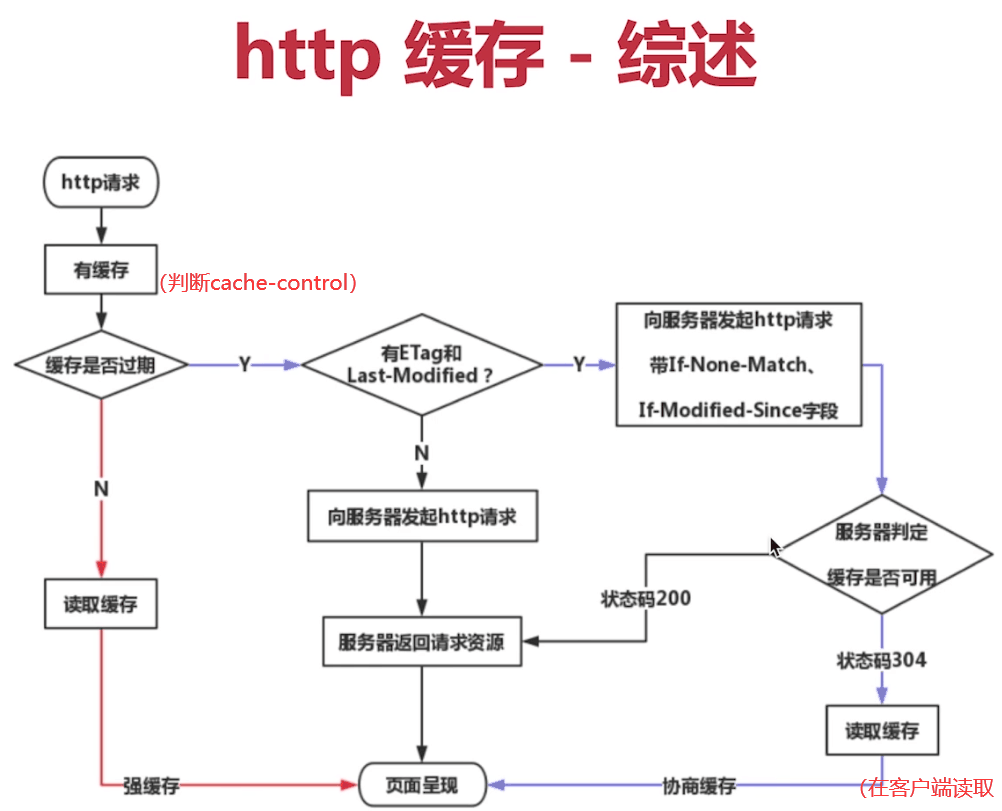 http 缓存 - 综述
http请求
有缓存
(判断cache-control)
缓存是否过期
Y
有ETag和
Last-Modified ?
Y
向服务器发起http请求
带If-None-Match、
If-Modified-Since字段
N
N
向服务器发起http请求
服务器判定
缓存是否可用
状态码200
读取缓存
服务器返回请求资源
状态码304
读取缓存
强缓存
页面呈现
协商缓存
(在客户端读取